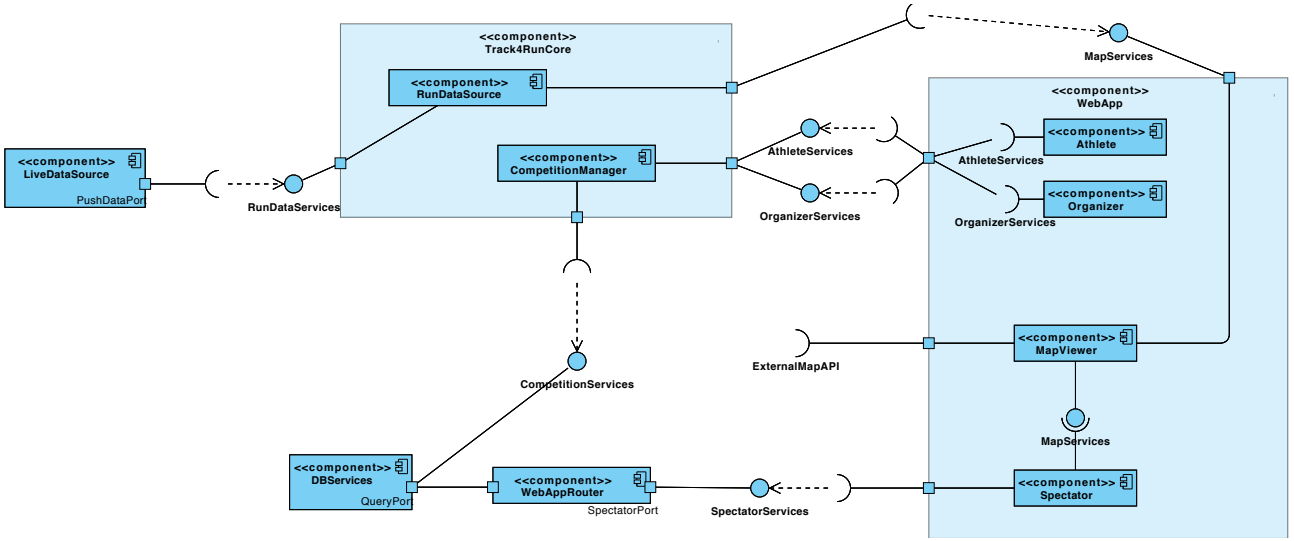 <<component>>
Track4RunCore
MapServices
<<component>>
RunDataSource
<<component>>
WebApp
<<component>>
Athlete
AthleteServices
AthleteServices
<<component>>
LiveDataSource
PushDataPort
RunDataServices
<<component>>
CompetitionManager
<<component>>
Organizer
OrganizerServices
OrganizerServices
<<component>>
MapViewer
ExternalMapAPI
CompetitionServices
MapServices
<<component>>
DBServices
QueryPort
<<component>>
WebAppRouter
SpectatorPort
SpectatorServices
<<component>>
Spectator